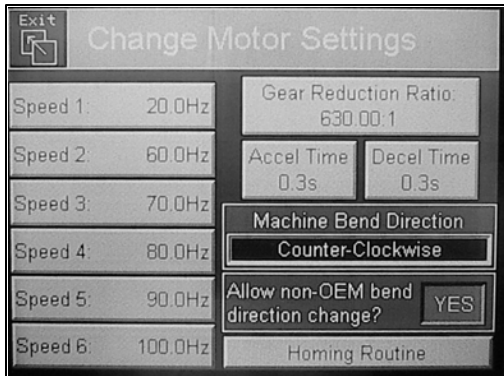 Exit
Change Motor Settings
Speed 1: 20.0Hz
Speed 2: 60.0Hz
Speed 3: 70.0Hz
Speed 4: 80.0Hz
Speed 5: 90.0Hz
Speed 6: 100.0Hz
Gear Reduction Ratio:
630.00:1
Accel Time
0.3s
Decel Time
0.3s
Machine Bend Direction
Counter-Clockwise
Allow non-OEM bend
direction change?
YES
Homing Routine